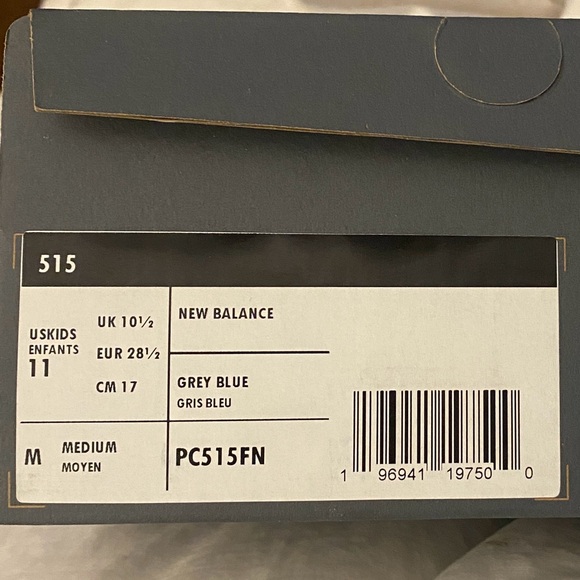 515
USKIDS
ENFANTS
11
UK 10½
EUR 28½
CM 17
NEW BALANCE
GREY BLUE
GRIS BLEU
M
MEDIUM
MOYEN
PC515FN
1 96941 19750 0